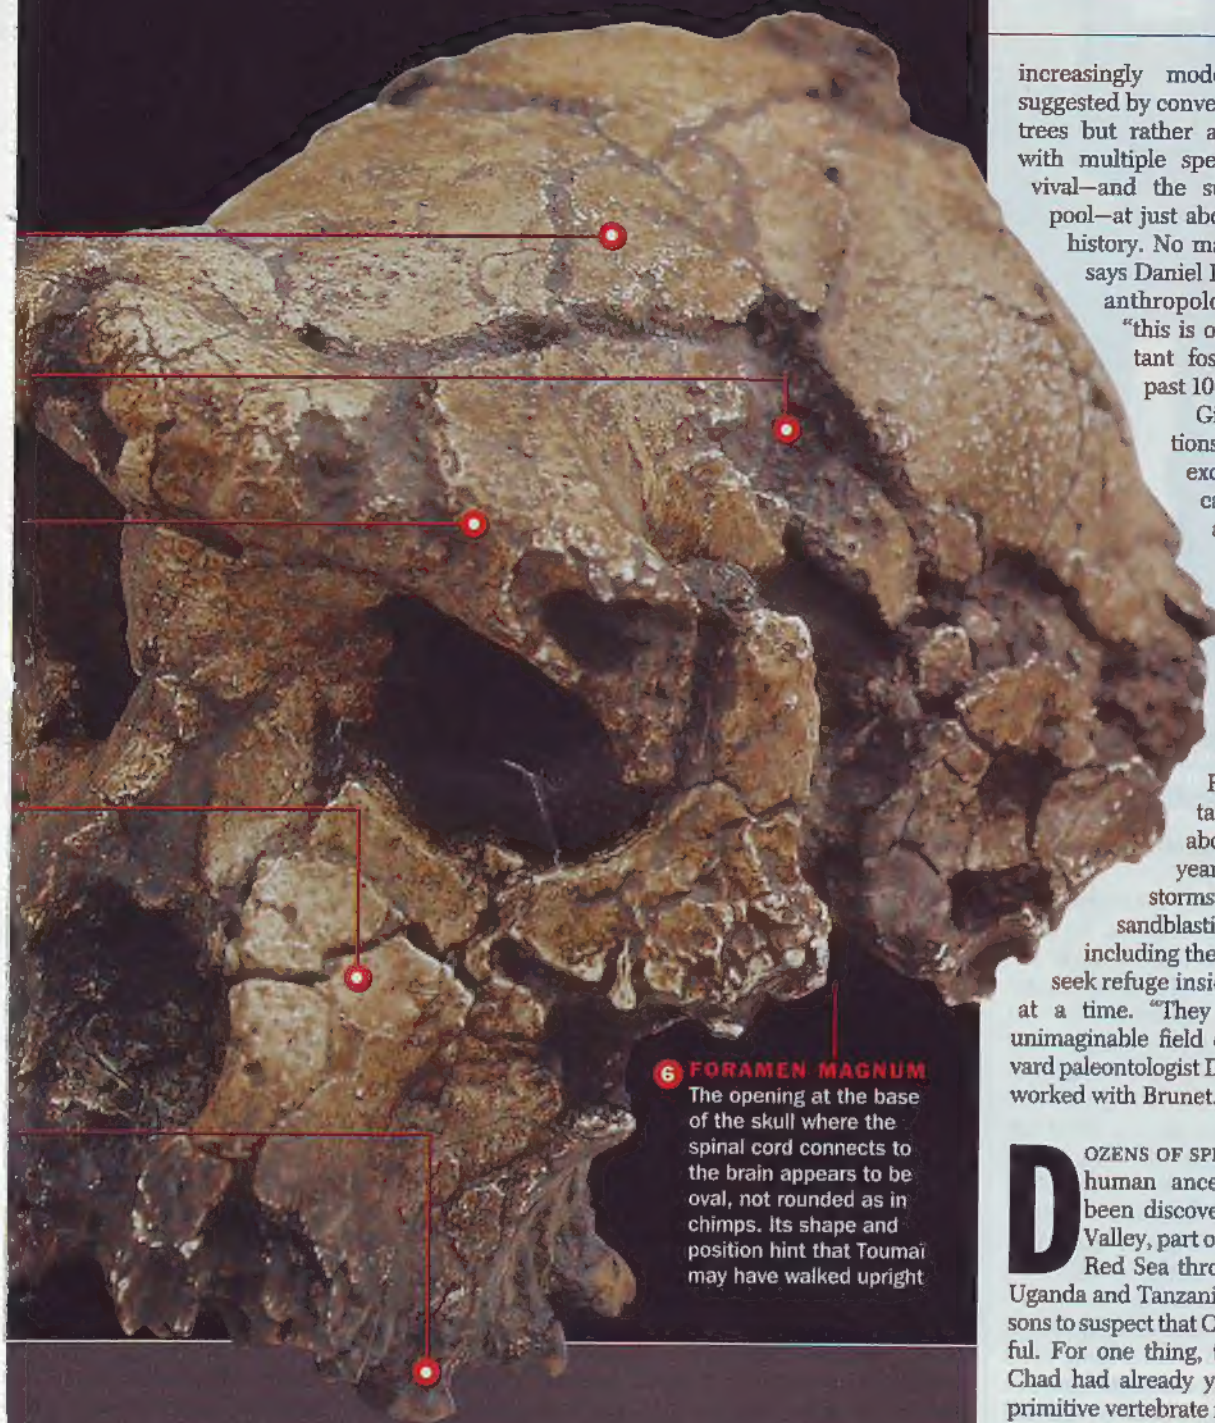 6 FORAMEN MAGNUM
The opening at the base
of the skull where the
spinal cord connects to
the brain appears to be
oval, not rounded as in
chimps. Its shape and
position hint that Toumaï
may have walked upright
increasingly mode
suggested by conve
trees but rather a
with multiple spe
vival—and the su
pool—at just abo
history. No ma
says Daniel
anthropolo
"this is o
tant fos
past 10
Gi
tions
exc
ca
ta
abo
year
storms
sandblasti
including the
seek refuge insi
at a time. "They
unimaginable field
vard paleontologist
worked with Brunet.
DOZENS OF SPE
human ance
been discove
Valley, part o
Red Sea thro
Uganda and Tanzani
sons to suspect that C
ful. For one thing,
Chad had already y
primitive vertebrate